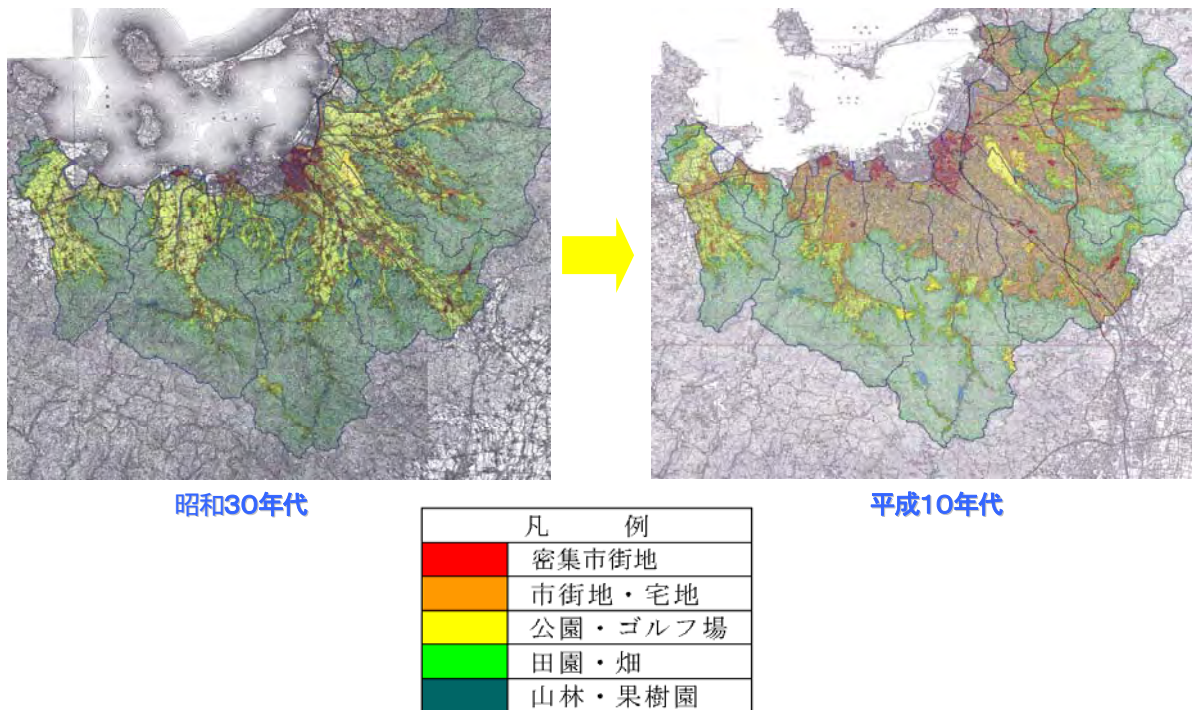 昭和30年代
平成10年代
凡 例
密集市街地
市街地・宅地
公園・ゴルフ場
田園・畑
山林・果樹園